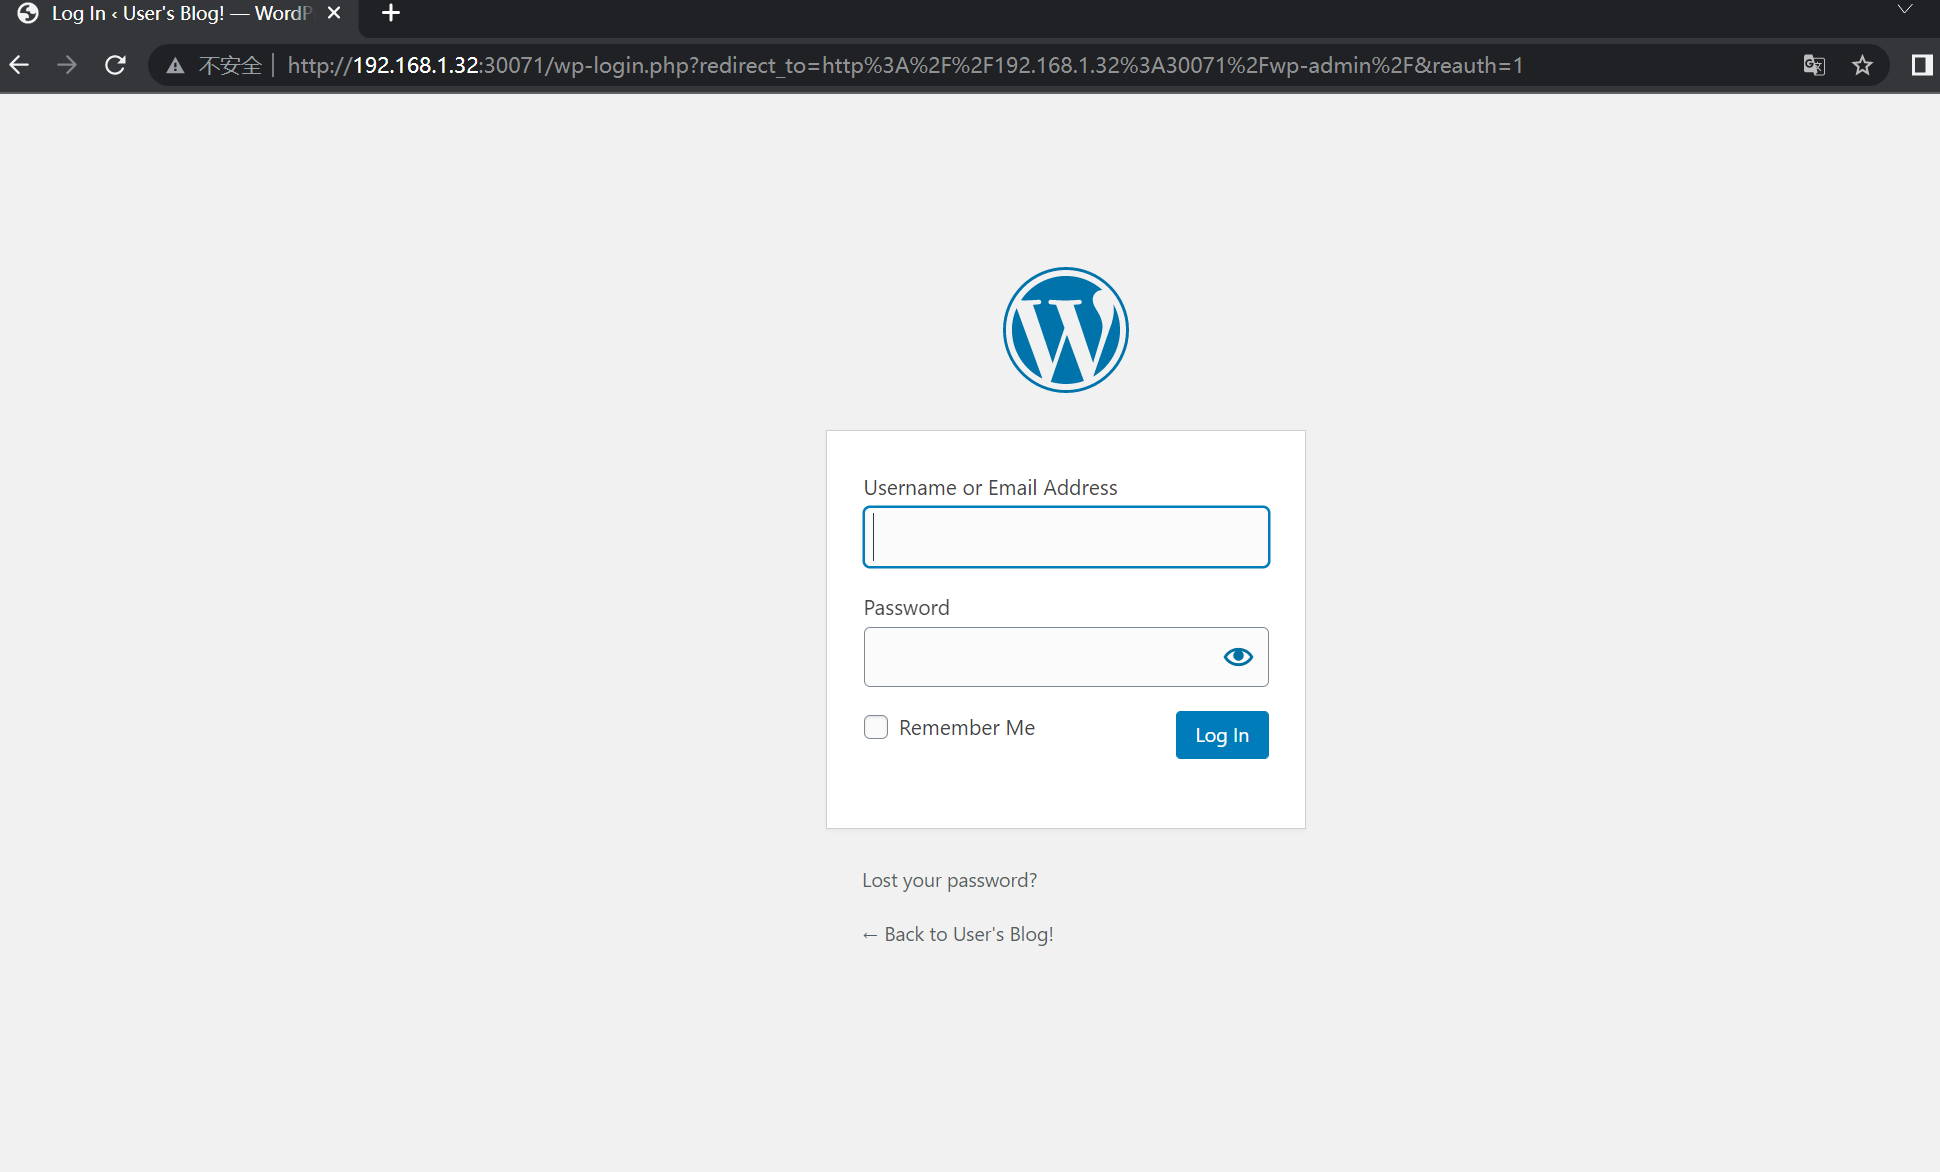 Log In ‹ User's Blog! — WordP
不安全 | http://192.168.1.32:30071/wp-login.php?redirect_to=http%3A%2F%2F192.168.1.32%3A30071%2Fwp-admin%2F&reauth=1
Username or Email Address
Password
Remember Me
Log In
Lost your password?
← Back to User's Blog!